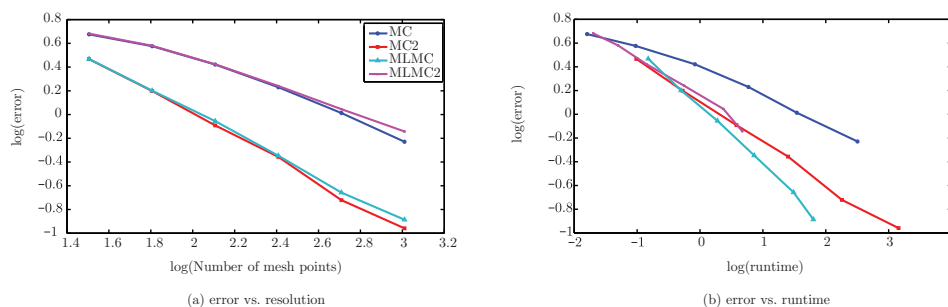 0.8
0.6
0.4
0.2
0
−0.2
−0.4
−0.6
−0.8
−1
log(error)
1.4 1.6 1.8 2 2.2 2.4 2.6 2.8 3 3.2
log(Number of mesh points)
MC
MC2
MLMC
MLMC2
(a) error vs. resolution
0.8
0.6
0.4
0.2
0
−0.2
−0.4
−0.6
−0.8
−1
log(error)
−2 −1 0 1 2 3
log(runtime)
(b) error vs. runtime